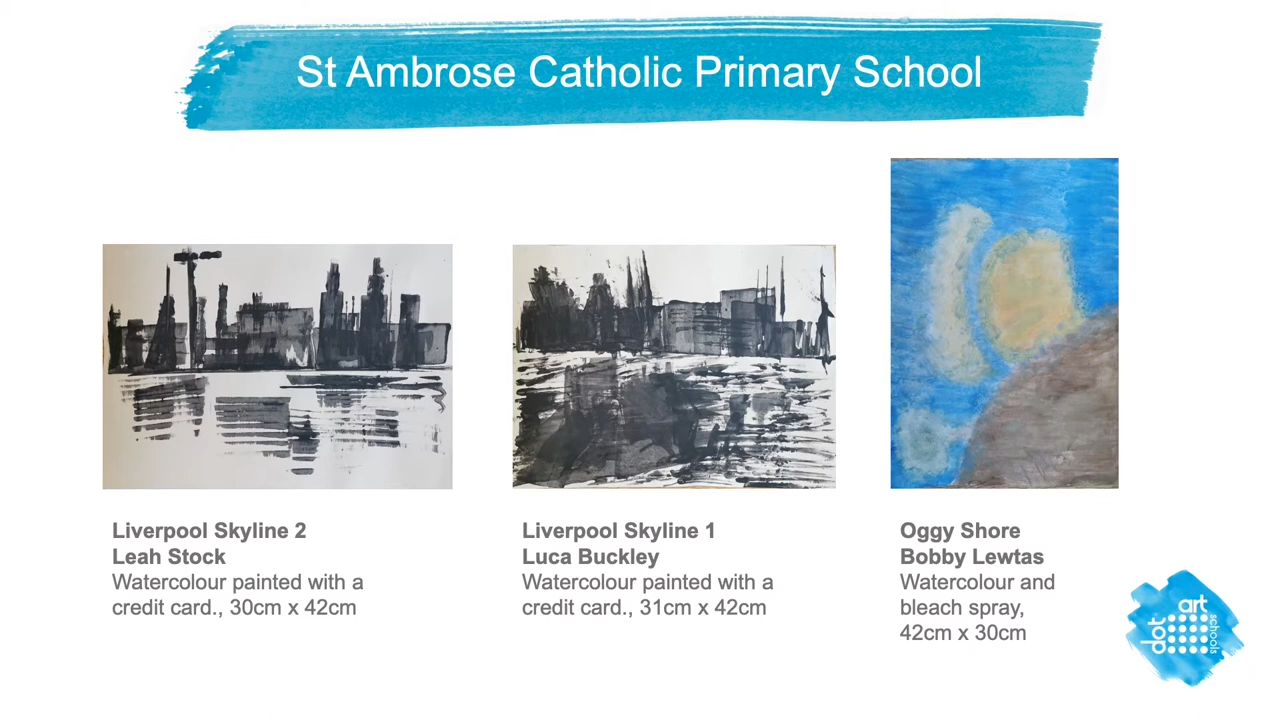 St Ambrose Catholic Primary School
Liverpool Skyline 2
Leah Stock
Watercolour painted with a
credit card., 30cm x 42cm
Liverpool Skyline 1
Luca Buckley
Watercolour painted with a
credit card., 31cm x 42cm
Oggy Shore
Bobby Lewtas
Watercolour and
bleach spray,
42cm x 30cm
dot
art
schools